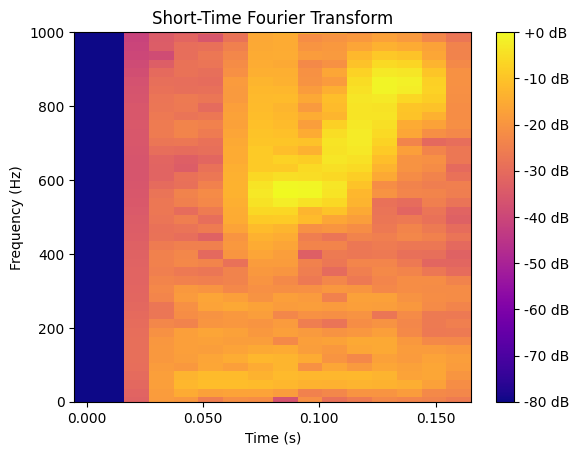 Short-Time Fourier Transform
1000
800
600
400
200
0
Frequency (Hz)
0.000
0.050
0.100
0.150
Time (s)
+0 dB
-10 dB
-20 dB
-30 dB
-40 dB
-50 dB
-60 dB
-70 dB
-80 dB